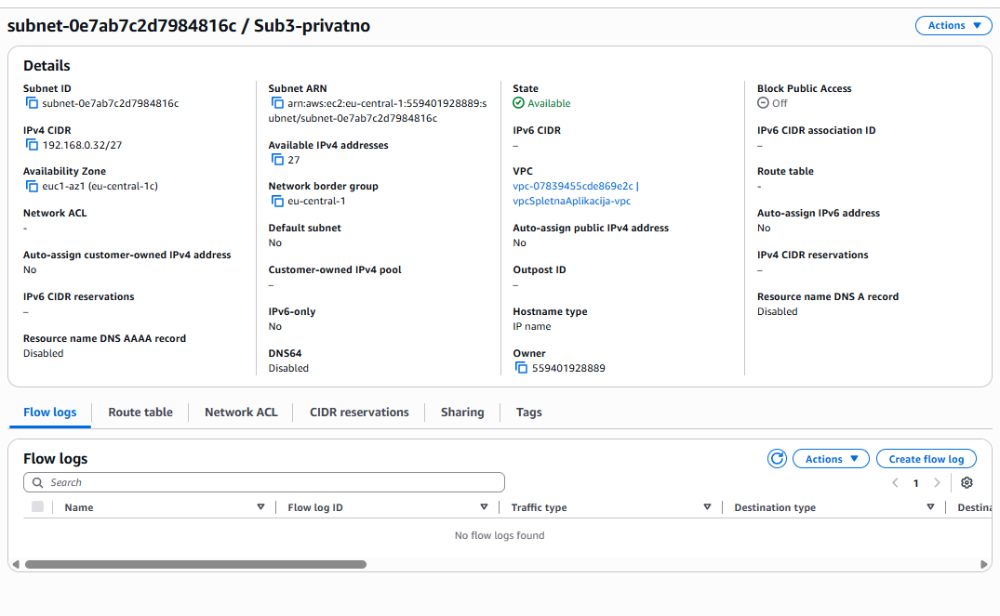 subnet-0e7ab7c2d7984816c / Sub3-privatno
Actions
Details
Subnet ID
subnet-0e7ab7c2d7984816c
IPv4 CIDR
192.168.0.32/27
Availability Zone
euc1-az1 (eu-central-1c)
Network ACL
-
Auto-assign customer-owned IPv4 address
No
IPv6 CIDR reservations
–
Resource name DNS AAAA record
Disabled
Subnet ARN
arn:aws:ec2:eu-central-1:559401928889:s
ubnet/subnet-0e7ab7c2d7984816c
Available IPv4 addresses
27
Network border group
eu-central-1
Default subnet
No
Customer-owned IPv4 pool
–
IPv6-only
No
DNS64
Disabled
State
Available
IPv6 CIDR
–
VPC
vpc-07839455cde869e2c |
vpcSpletnaAplikacija-vpc
Auto-assign public IPv4 address
No
Outpost ID
–
Hostname type
IP name
Owner
559401928889
Block Public Access
Off
IPv6 CIDR association ID
–
Route table
-
Auto-assign IPv6 address
No
IPv4 CIDR reservations
–
Resource name DNS A record
Disabled
Flow logs Route table Network ACL CIDR reservations Sharing Tags
Flow logs
Actions Create flow log
Search
1
Name Flow log ID Traffic type Destination type Destina
No flow logs found